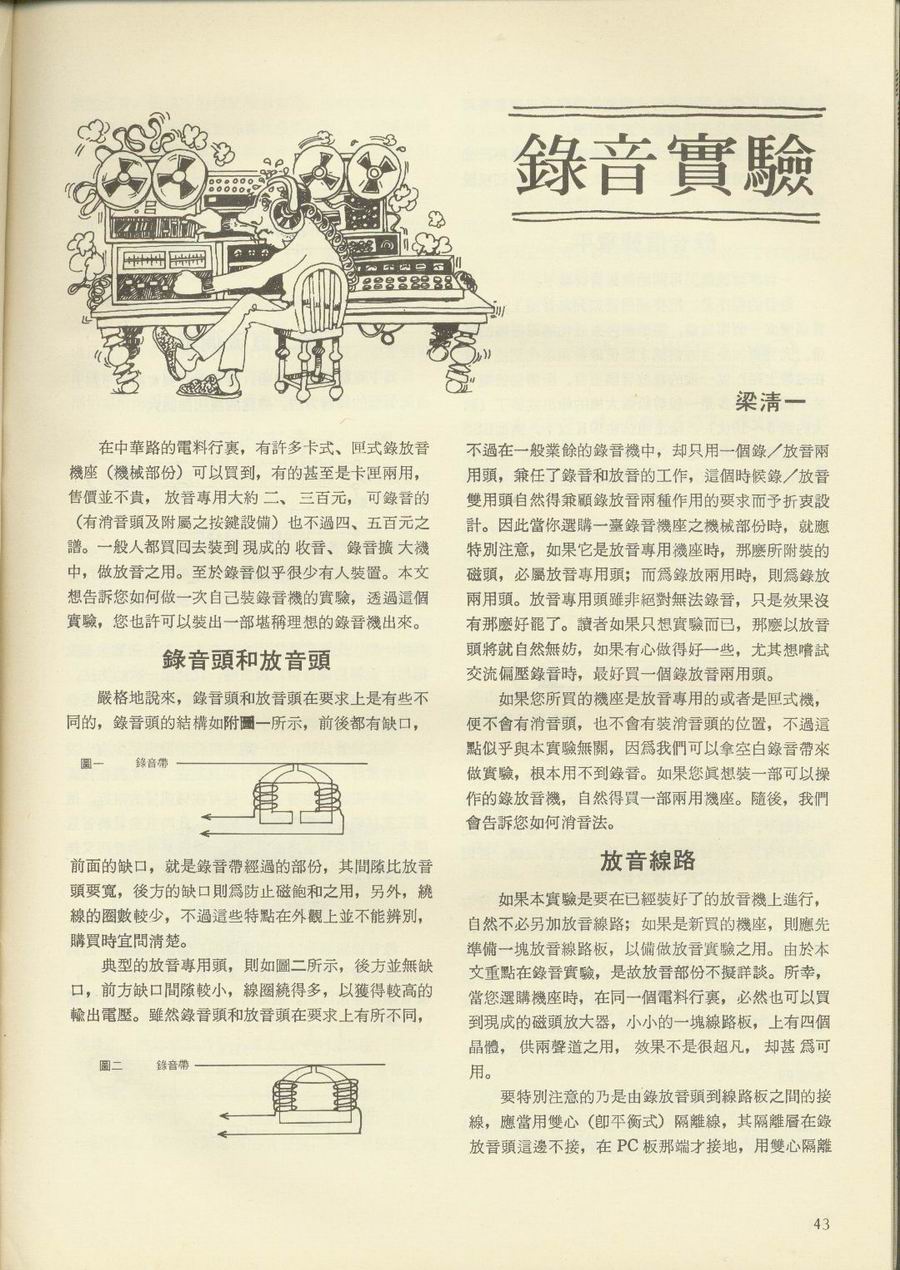 錄音實驗
梁清一
在中華路的電料行裏，有許多卡式、匣式錄放音
機座（機械部份）可以買到，有的甚至是卡匣兩用，
售價並不貴， 放音專用大約 二、 三百元， 可錄音的
（有消音頭及附屬之按鍵設備）也不過四、五百元之
譜。一般人都買回去裝到 現成的 收音、 錄音擴 大機
中，做放音之用。至於錄音似乎很少有人裝置。本文
想告訴您如何做一次自己裝錄音機的實驗，透過這個
實驗，您也許可以裝出一部堪稱理想的錄音機出來。
錄音頭和放音頭
嚴格地說來，錄音頭和放音頭在要求上是有些不
同的，錄音頭的結構如附圖一所示，前後都有缺口，
圖一 錄音帶
前面的缺口，就是錄音帶經過的部份，其間隙比放音
頭要寬，後方的缺口則爲防止磁飽和之用，另外，繞
線的圈數較少，不過這些特點在外觀上並不能辨別，
購買時宜問清楚。
典型的放音專用頭，則如圖二所示，後方並無缺
口，前方缺口間隙較小，線圈繞得多，以獲得較高的
輸出電壓。雖然錄音頭和放音頭在要求上有所不同，
圖二 錄音帶
不過在一般業餘的錄音機中，却只用一個錄／放音兩
用頭，兼任了錄音和放音的工作，這個時候錄／放音
雙用頭自然得兼顧錄放音兩種作用的要求而予折衷設
計。因此當你選購一臺錄音機座之機械部份時，就應
特別注意，如果它是放音專用機座時，那麽所附裝的
磁頭，必屬放音專用頭；而爲錄放兩用時，則爲錄放
兩用頭。放音專用頭雖非絕對無法錄音，只是效果沒
有那麽好罷了。讀者如果只想實驗而已，那麽以放音
頭將就自然無妨，如果有心做得好一些，尤其想嚐試
交流偏壓錄音時，最好買一個錄放音兩用頭。
如果您所買的機座是放音專用的或者是匣式機，
便不會有消音頭，也不會有裝消音頭的位置，不過這
點似乎與本實驗無關，因爲我們可以拿空白錄音帶來
做實驗，根本用不到錄音。如果您眞想裝一部可以操
作的錄放音機，自然得買一部兩用機座。隨後，我們
會告訴您如何消音法。
放音線路
如果本實驗是要在已經裝好了的放音機上進行，
自然不必另加放音線路；如果是新買的機座，則應先
準備一塊放音線路板，以備做放音實驗之用。由於本
文重點在錄音實驗，是故放音部份不擬詳談。所幸，
當您選購機座時，在同一個電料行裏，必然也可以買
到現成的磁頭放大器，小小的一塊線路板，上有四個
晶體， 供兩聲道之用， 效果不是很超凡， 却甚 爲可
用。
要特別注意的乃是由錄放音頭到線路板之間的接
線，應當用雙心（卽平衡式）隔離線，其隔離層在錄
放音頭這邊不接，在 PC 板那端才接地，用雙心隔離
43